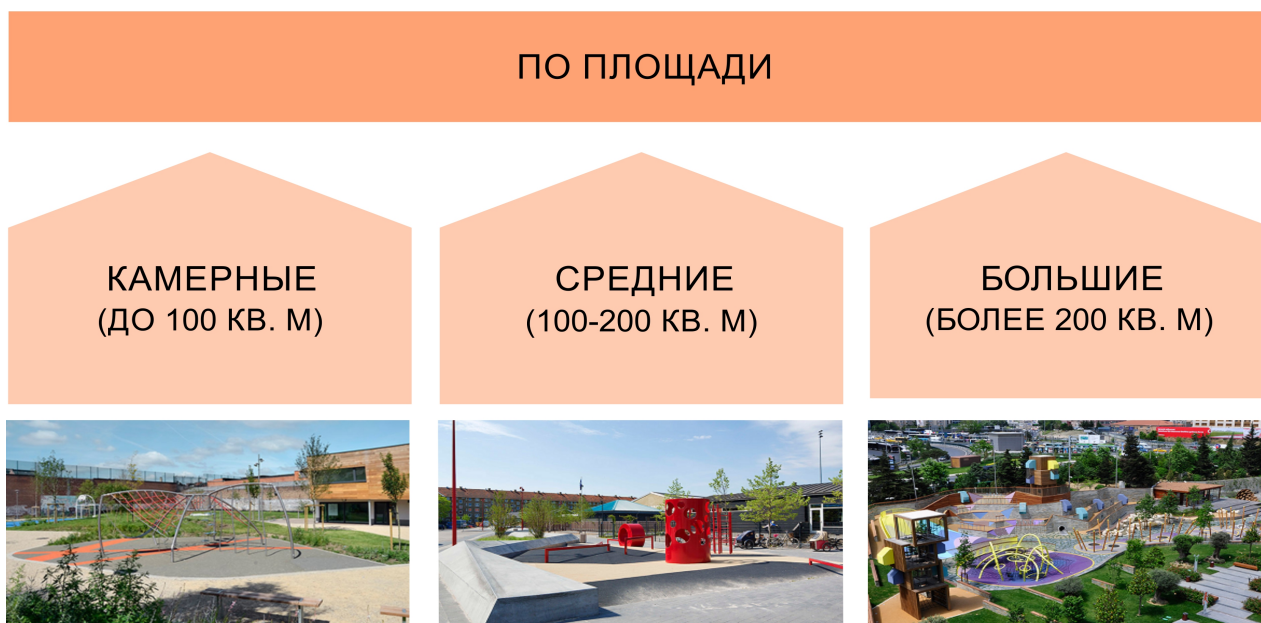 ПО ПЛОЩАДИ
КАМЕРНЫЕ
(ДО 100 КВ. М)
СРЕДНИЕ
(100-200 КВ. М)
БОЛЬШИЕ
(БОЛЕЕ 200 КВ. М)